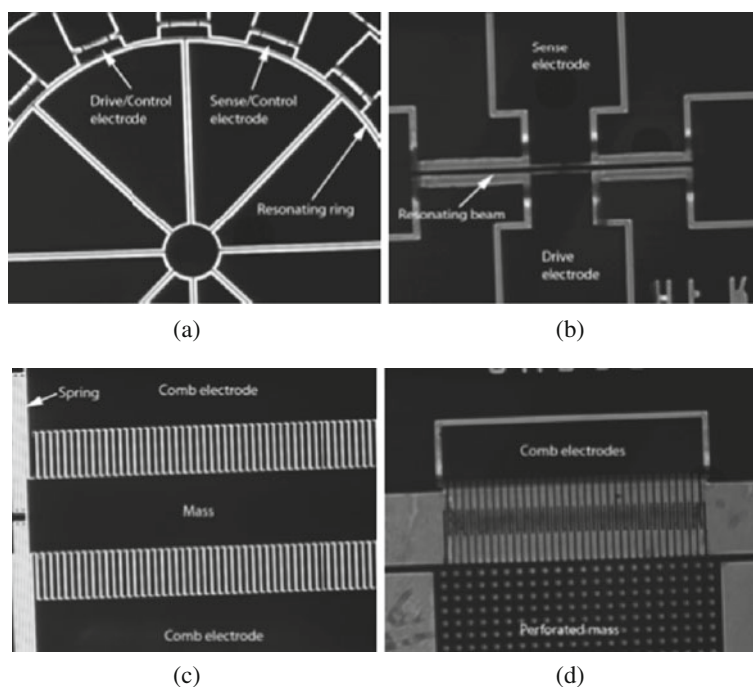 Drive/Control
electrode
Sense/Control
electrode
Resonating ring
(a)
Sense
electrode
Resonating beam
Drive
electrode
(b)
Spring
Comb electrode
Mass
Comb electrode
(c)
Comb electrodes
Perforated mass
(d)